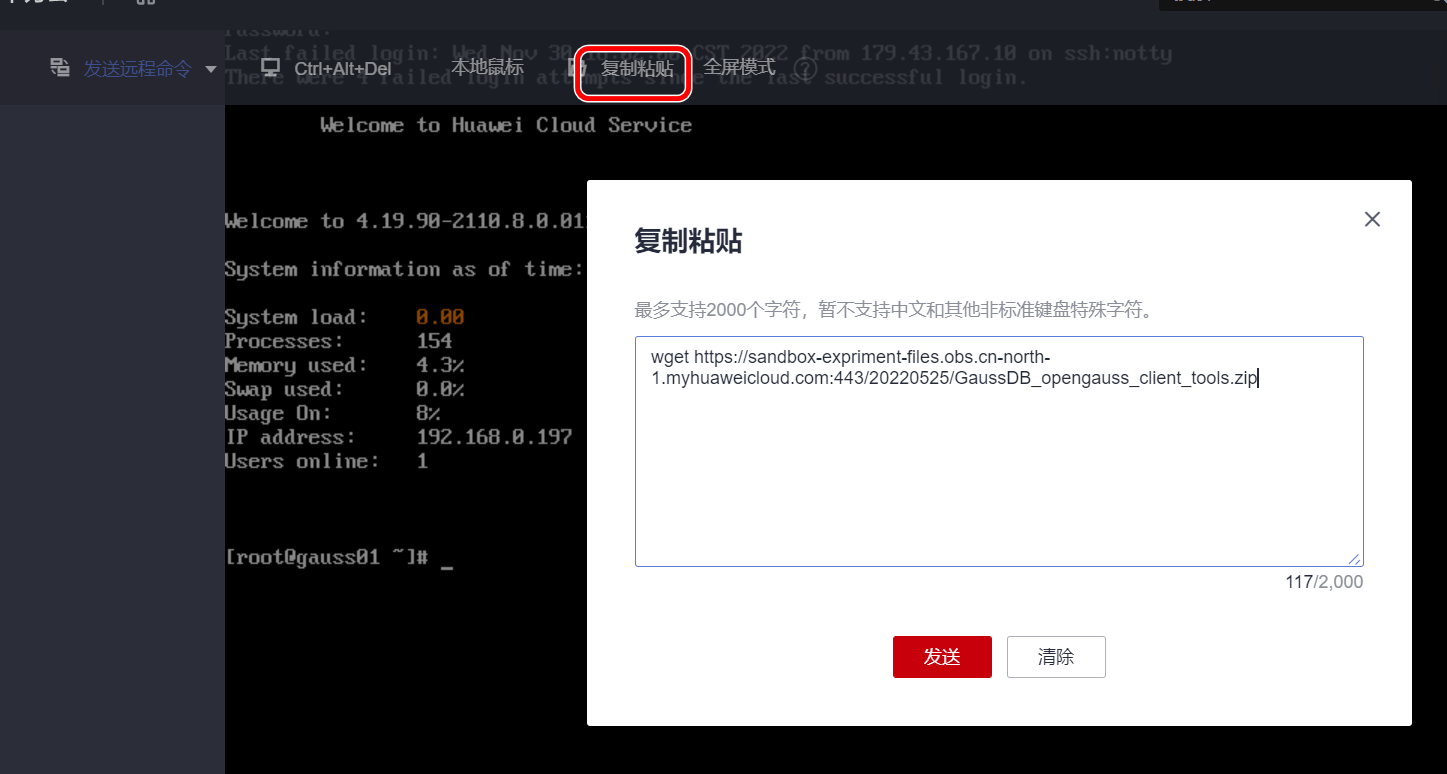 Last failed login: Wed Nov 30 CST 2022 from 179.43.167.10 on ssh:notty
发送远程命令 Ctrl+Alt+Del 本地鼠标 复制粘贴 全屏模式 ?
There were 4 failed login attempts since the last successful login.
Welcome to Huawei Cloud Service
Welcome to 4.19.90-2110.8.0.01
System information as of time:
System load: 0.00
Processes: 154
Memory used: 4.3%
Swap used: 0.0%
Usage On: 8%
IP address: 192.168.0.197
Users online: 1
[root@gauss01 ~]# _
复制粘贴
最多支持2000个字符，暂不支持中文和其他非标准键盘特殊字符。
wget https://sandbox-expriment-files.obs.cn-north-
1.myhuaweicloud.com:443/20220525/GaussDB_opengauss_client_tools.zip
117/2,000
发送 清除